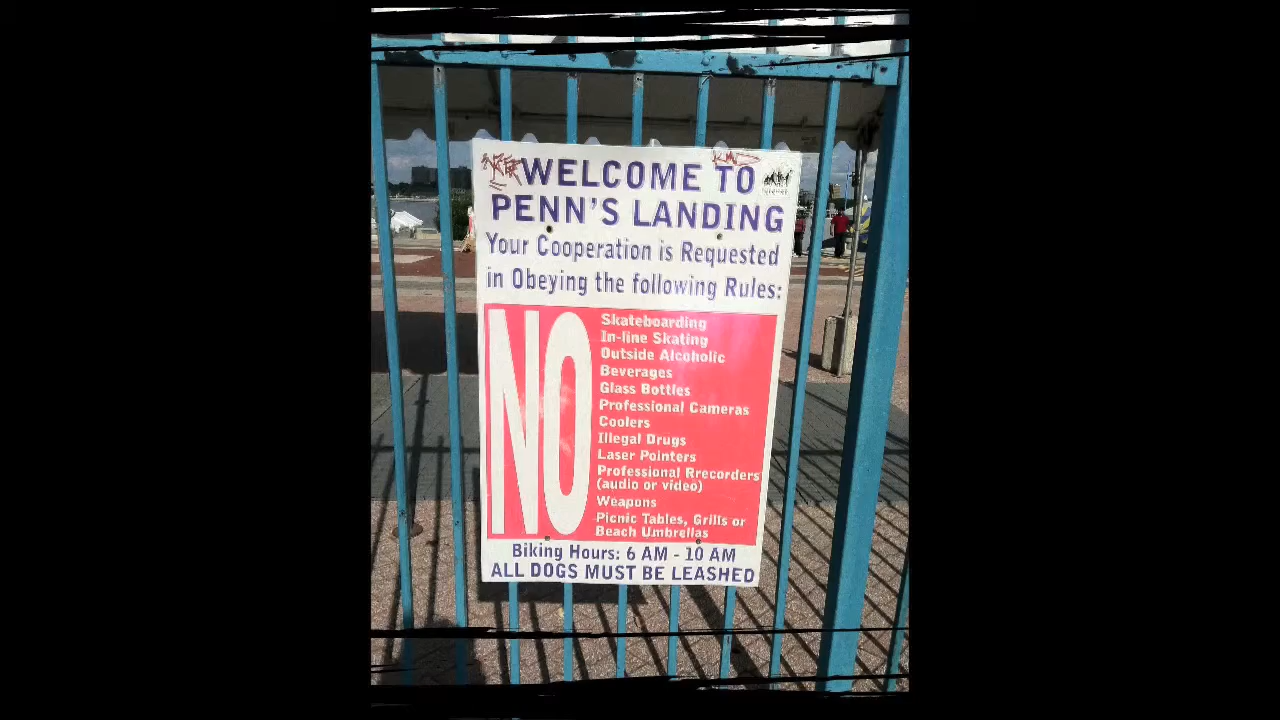 WELCOME TO
PENN'S LANDING
Your Cooperation is Requested
in Obeying the following Rules:
NO
Skateboarding
In-line Skating
Outside Alcoholic
Beverages
Glass Bottles
Professional Cameras
Coolers
Illegal Drugs
Laser Pointers
Professional Rrecorders
(audio or video)
Weapons
Picnic Tables, Grills or
Beach Umbrellas
Biking Hours: 6 AM - 10 AM
ALL DOGS MUST BE LEASHED